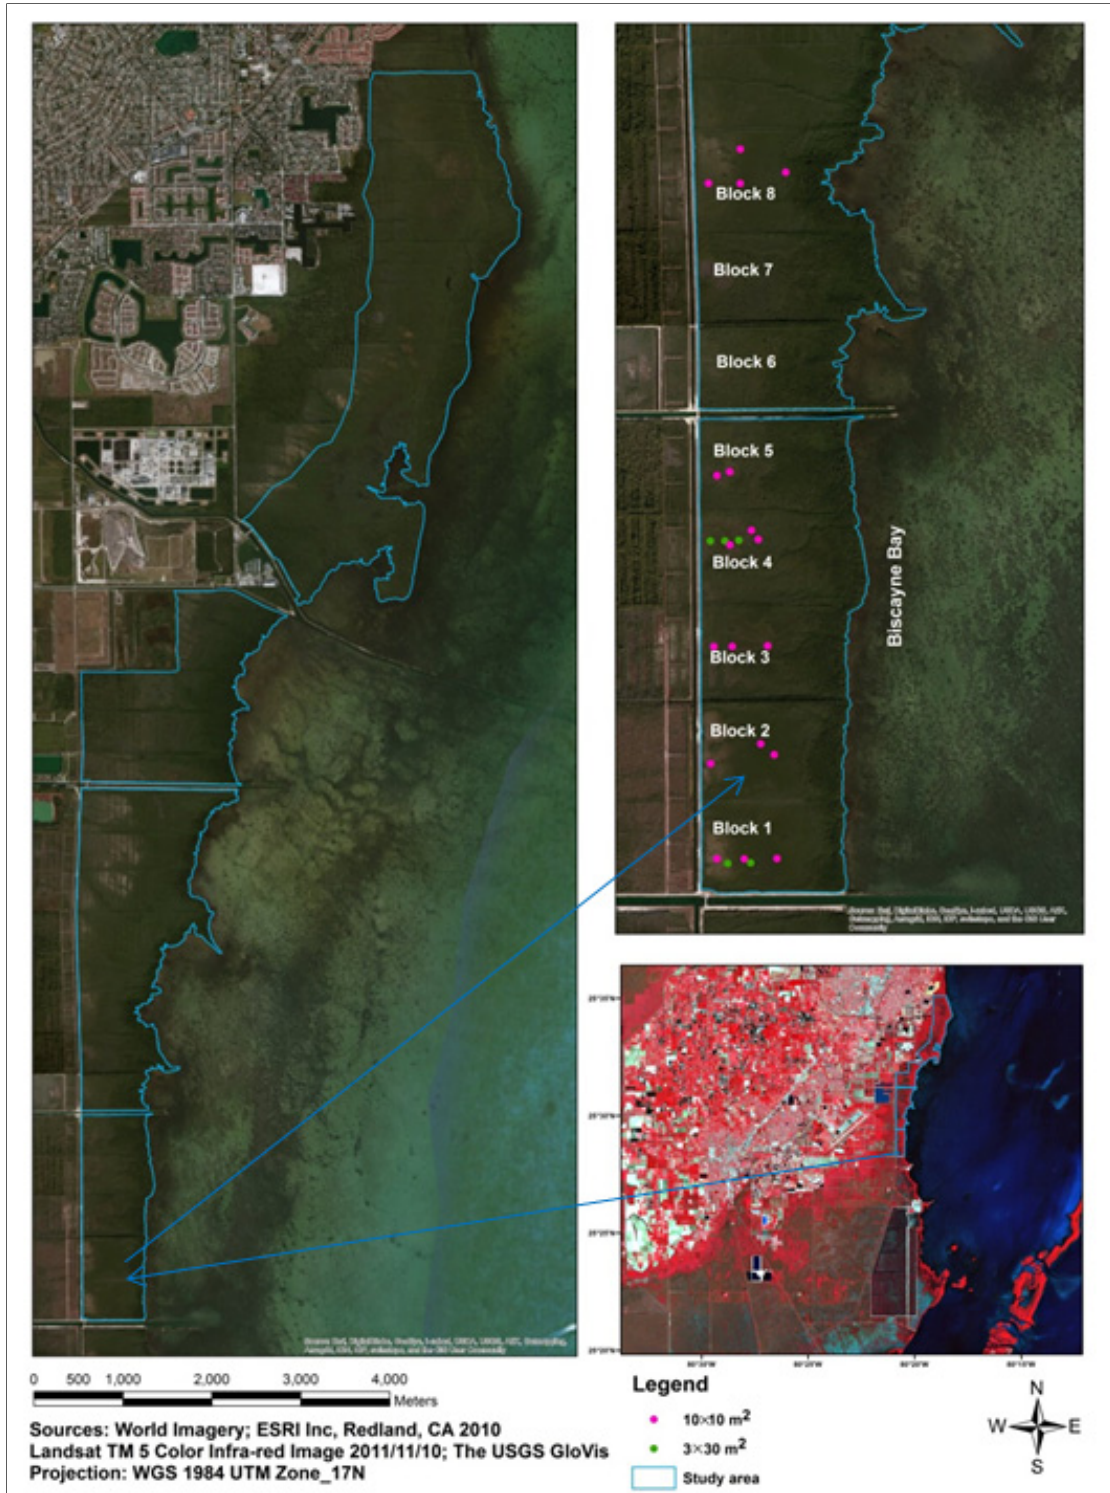 Block 8
Block 7
Block 6
Block 5
Block 4
Block 3
Block 2
Block 1
Biscayne Bay
0 500 1,000 2,000 3,000 4,000
Meters
Sources: World Imagery; ESRI Inc, Redland, CA 2010
Landsat TM 5 Color Infra-red Image 2011/11/10; The USGS GloVis
Projection: WGS 1984 UTM Zone_17N
Legend
10×10 m²
3×30 m²
Study area
N
W E
S